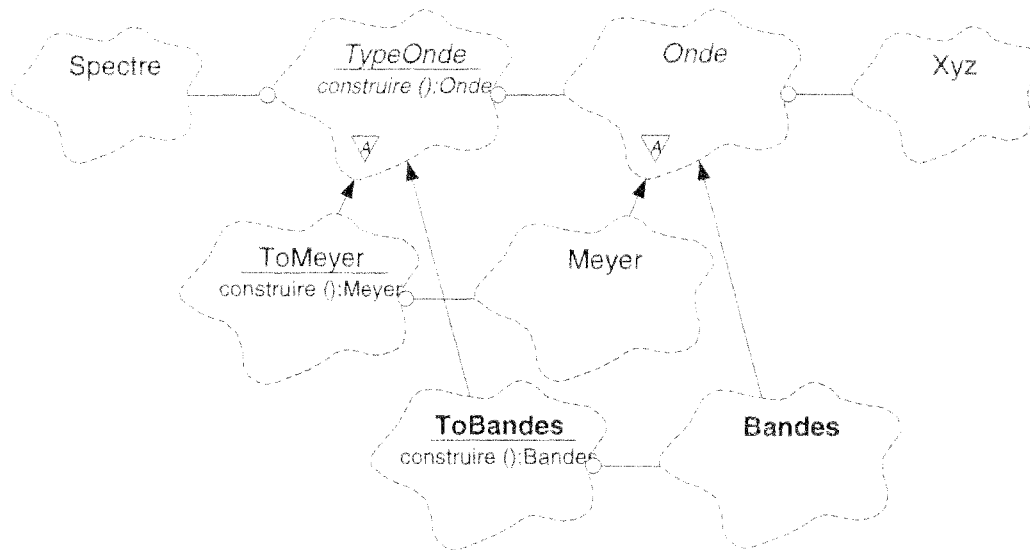 Spectre
TypeOnde
construire ():Onde
Onde
Xyz
A
A
ToMeyer
construire ():Meyer
Meyer
ToBandes
construire ():Bandes
Bandes